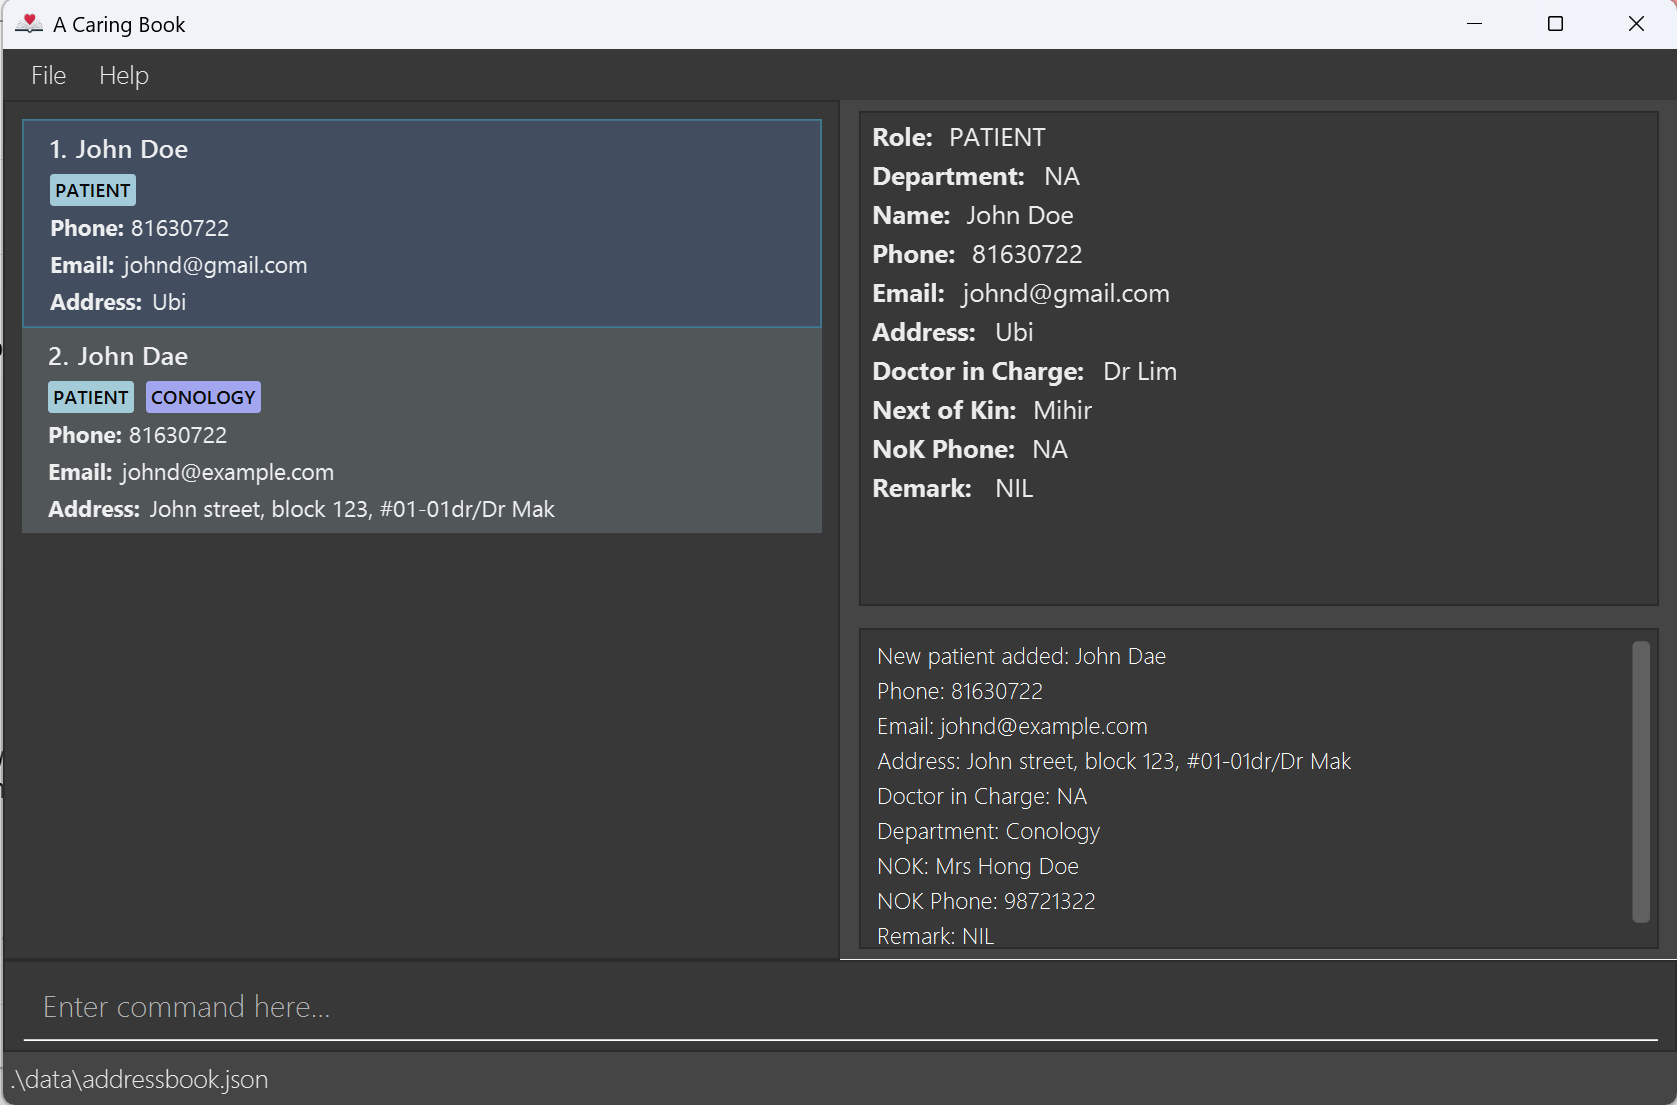 A Caring Book
File Help
1. John Doe
PATIENT
Phone: 81630722
Email: johnd@gmail.com
Address: Ubi
2. John Dae
PATIENT CONOLOGY
Phone: 81630722
Email: johnd@example.com
Address: John street, block 123, #01-01dr/Dr Mak
Role: PATIENT
Department: NA
Name: John Doe
Phone: 81630722
Email: johnd@gmail.com
Address: Ubi
Doctor in Charge: Dr Lim
Next of Kin: Mihir
NoK Phone: NA
Remark: NIL
New patient added: John Dae
Phone: 81630722
Email: johnd@example.com
Address: John street, block 123, #01-01dr/Dr Mak
Doctor in Charge: NA
Department: Conology
NOK: Mrs Hong Doe
NOK Phone: 98721322
Remark: NIL
Enter command here...
.\data\addressbook.json